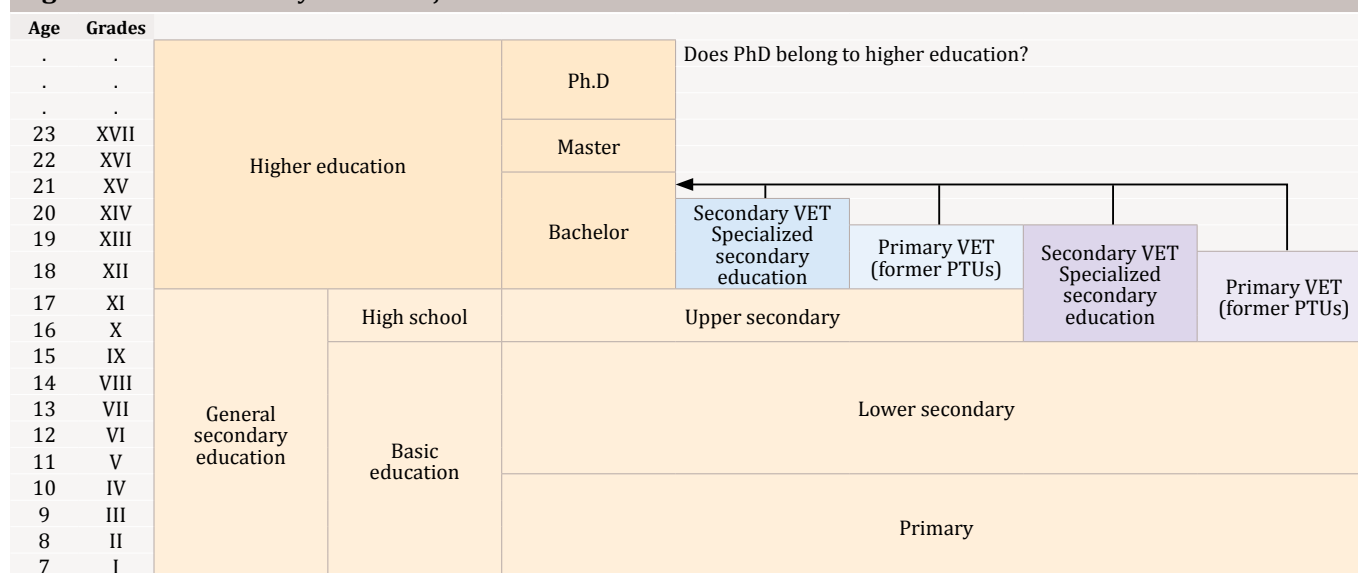 Age Grades
. .
Does PhD belong to higher education?
. .
Ph.D
. .
23 XVII
Master
22 XVI
Higher education
21 XV
20 XIV
19 XIII
18 XII
Bachelor
Secondary VET
Specialized
secondary
education
Primary VET
(former PTUs)
Secondary VET
Specialized
secondary
education
Primary VET
(former PTUs)
17 XI
16 X
High school
Upper secondary
15 IX
14 VIII
13 VII
12 VI
11 V
General
secondary
education
Basic
education
Lower secondary
10 IV
9 III
8 II
7 I
Primary